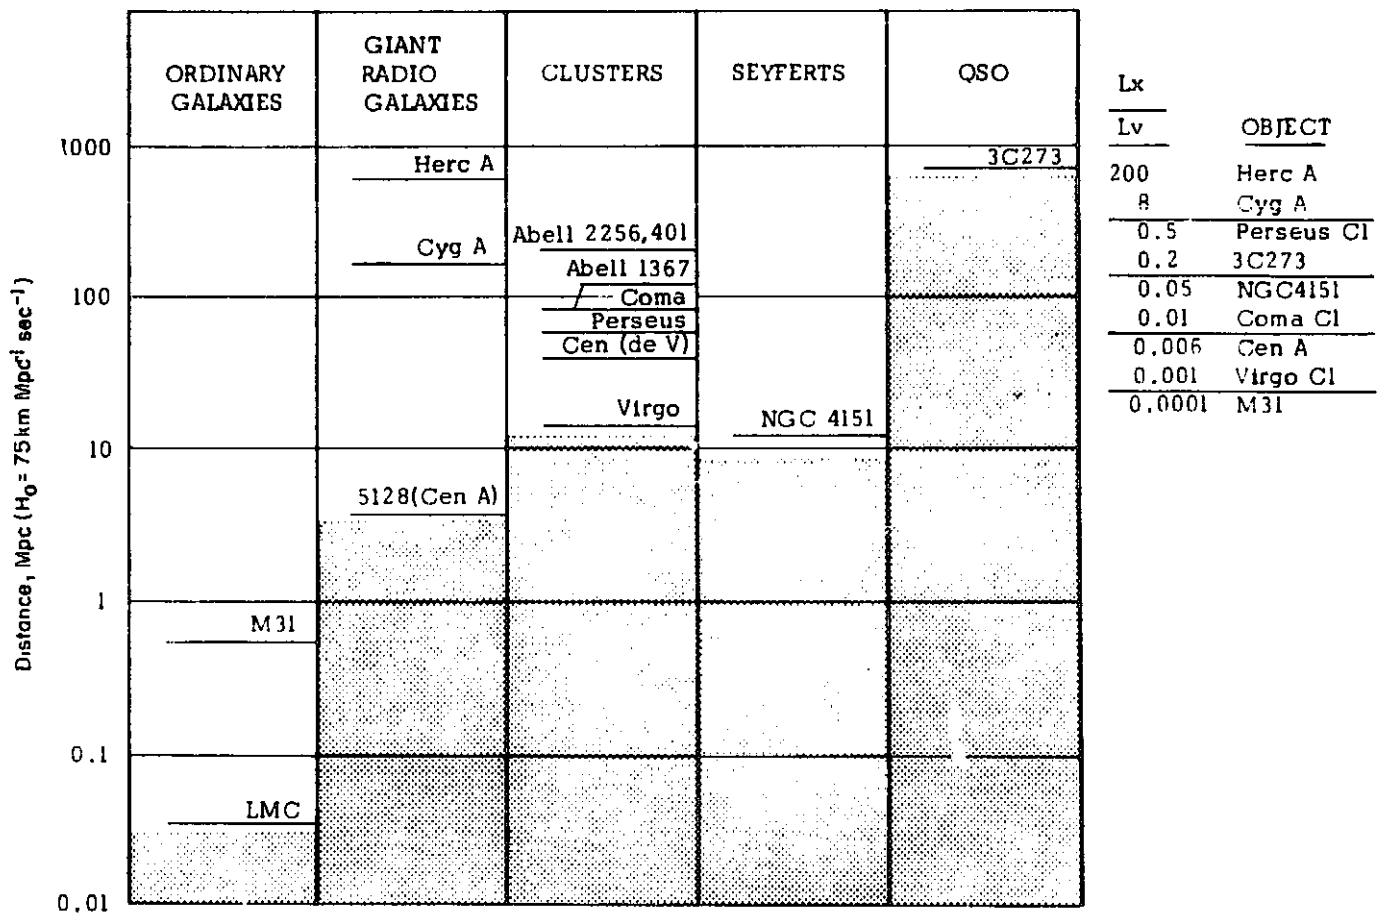 ORDINARY
GALAXIES
GIANT
RADIO
GALAXIES
CLUSTERS
SEYFERTS
QSO
Distance, Mpc (H₀ = 75 km Mpc⁻¹ sec⁻¹)
1000
100
10
1
0.1
0.01
M31
LMC
Herc A
Cyg A
5128(Cen A)
Abell 2256,401
Abell 1367
Coma
Perseus
Cen (de V)
Virgo
NGC 4151
3C273
Lx
Lv OBJECT
200 Herc A
8 Cyg A
0.5 Perseus Cl
0.2 3C273
0.05 NGC4151
0.01 Coma Cl
0.006 Cen A
0.001 Virgo Cl
0.0001 M31